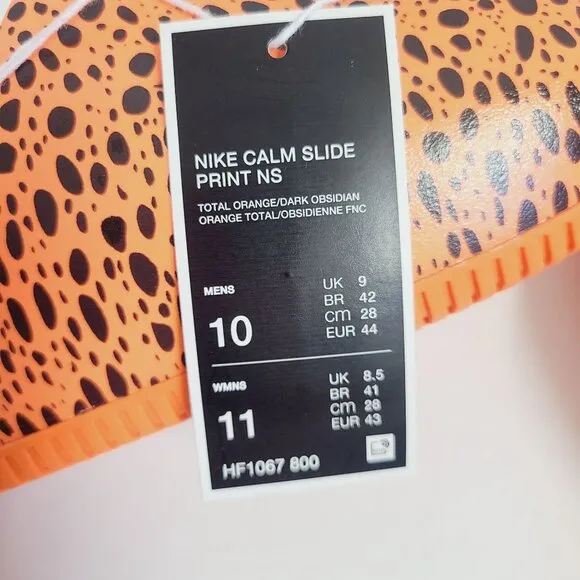 NIKE CALM SLIDE
PRINT NS
TOTAL ORANGE/DARK OBSIDIAN
ORANGE TOTAL/OBSIDIENNE FNC
MENS
10
UK 9
BR 42
CM 28
EUR 44
WMNS
11
UK 8.5
BR 41
CM 28
EUR 43
HF1067 800